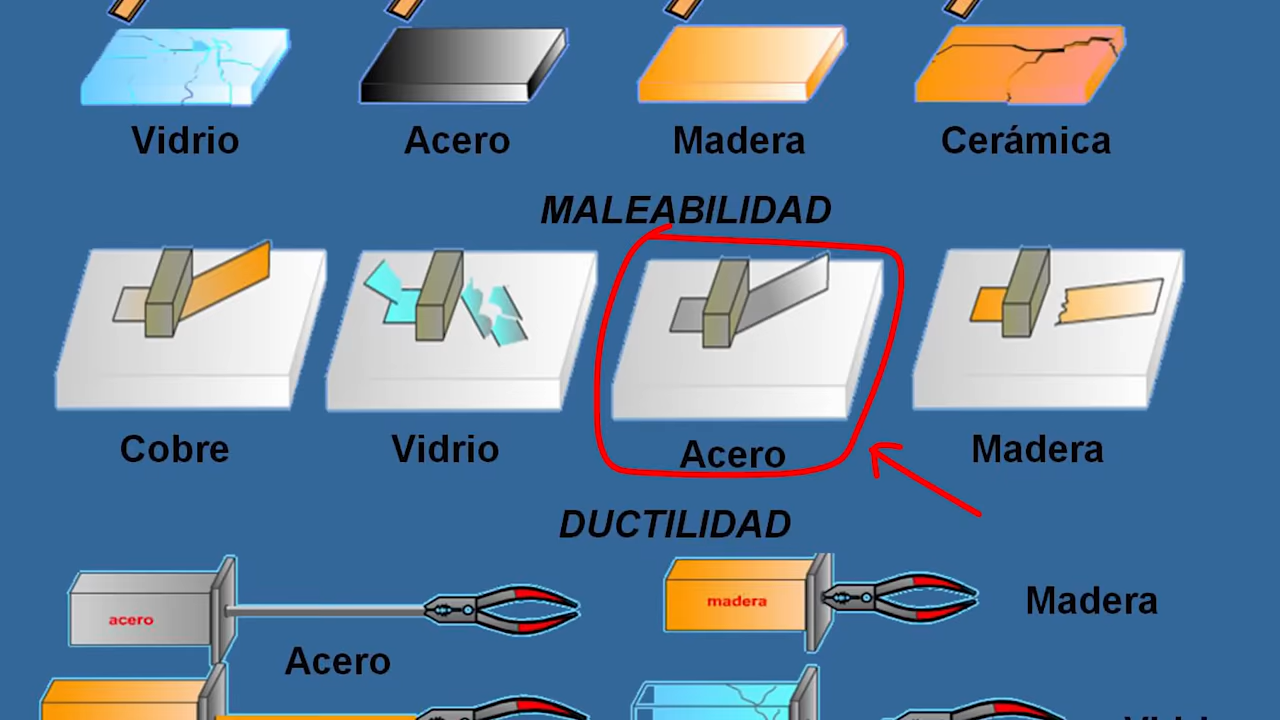 Vidrio Acero Madera Cerámica
MALEABILIDAD
Cobre Vidrio Acero Madera
DUCTILIDAD
acero
madera
Madera
Acero